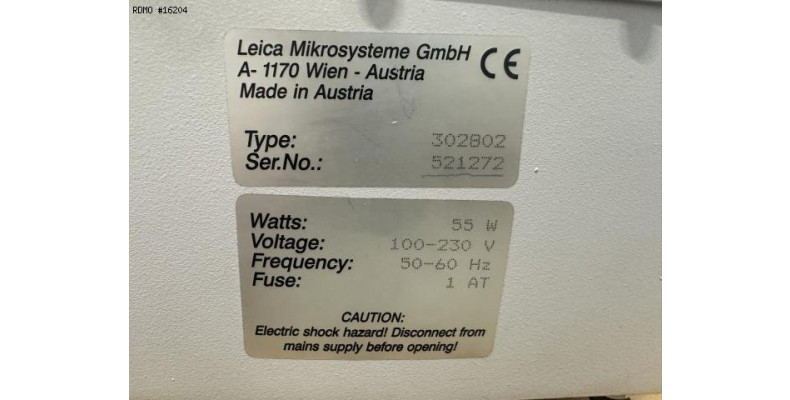 RDMO #16204
Leica Mikrosysteme GmbH CE
A- 1170 Wien - Austria
Made in Austria
Type: 302802
Ser.No.: 521272
Watts: 55 W
Voltage: 100-230 V
Frequency: 50-60 Hz
Fuse: 1 AT
CAUTION:
Electric shock hazard! Disconnect from
mains supply before opening!